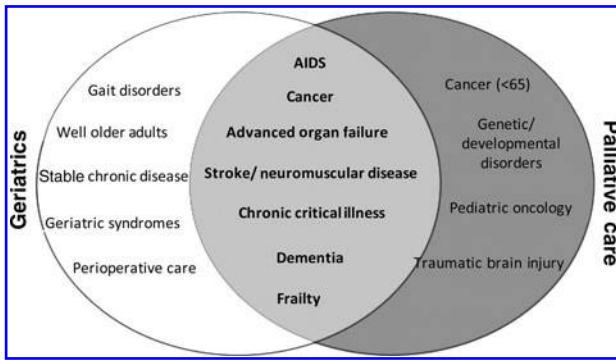 Geriatrics
Gait disorders
Well older adults
Stable chronic disease
Geriatric syndromes
Perioperative care
AIDS
Cancer
Advanced organ failure
Stroke/ neuromuscular disease
Chronic critical illness
Dementia
Frailty
Cancer (<65)
Genetic/
developmental
disorders
Pediatric oncology
Traumatic brain injury
Palliative care